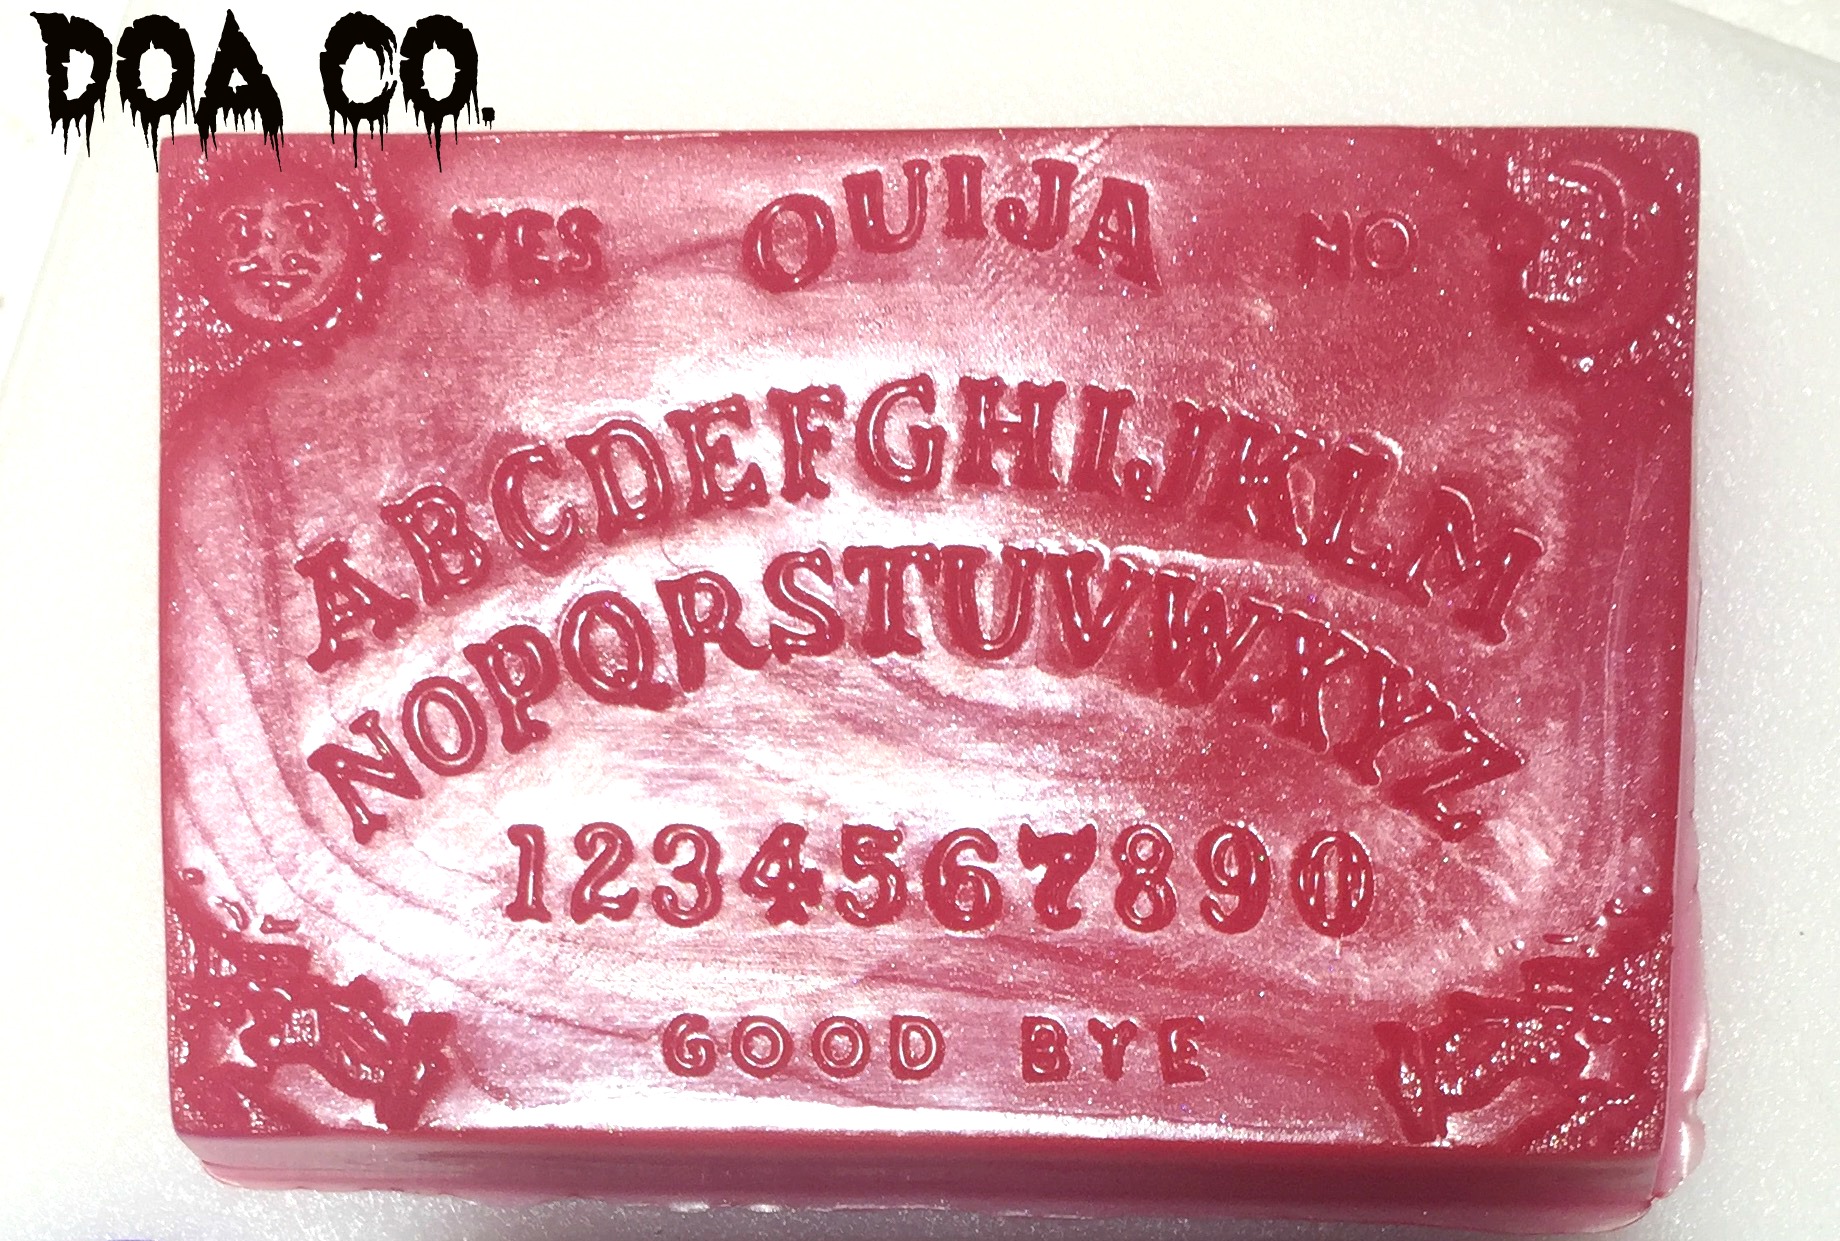 DOA CO.
YES OUIJA NO
ABCDEFGHIJKLM
NOPQRSTUVWXYZ
1234567890
GOOD BYE